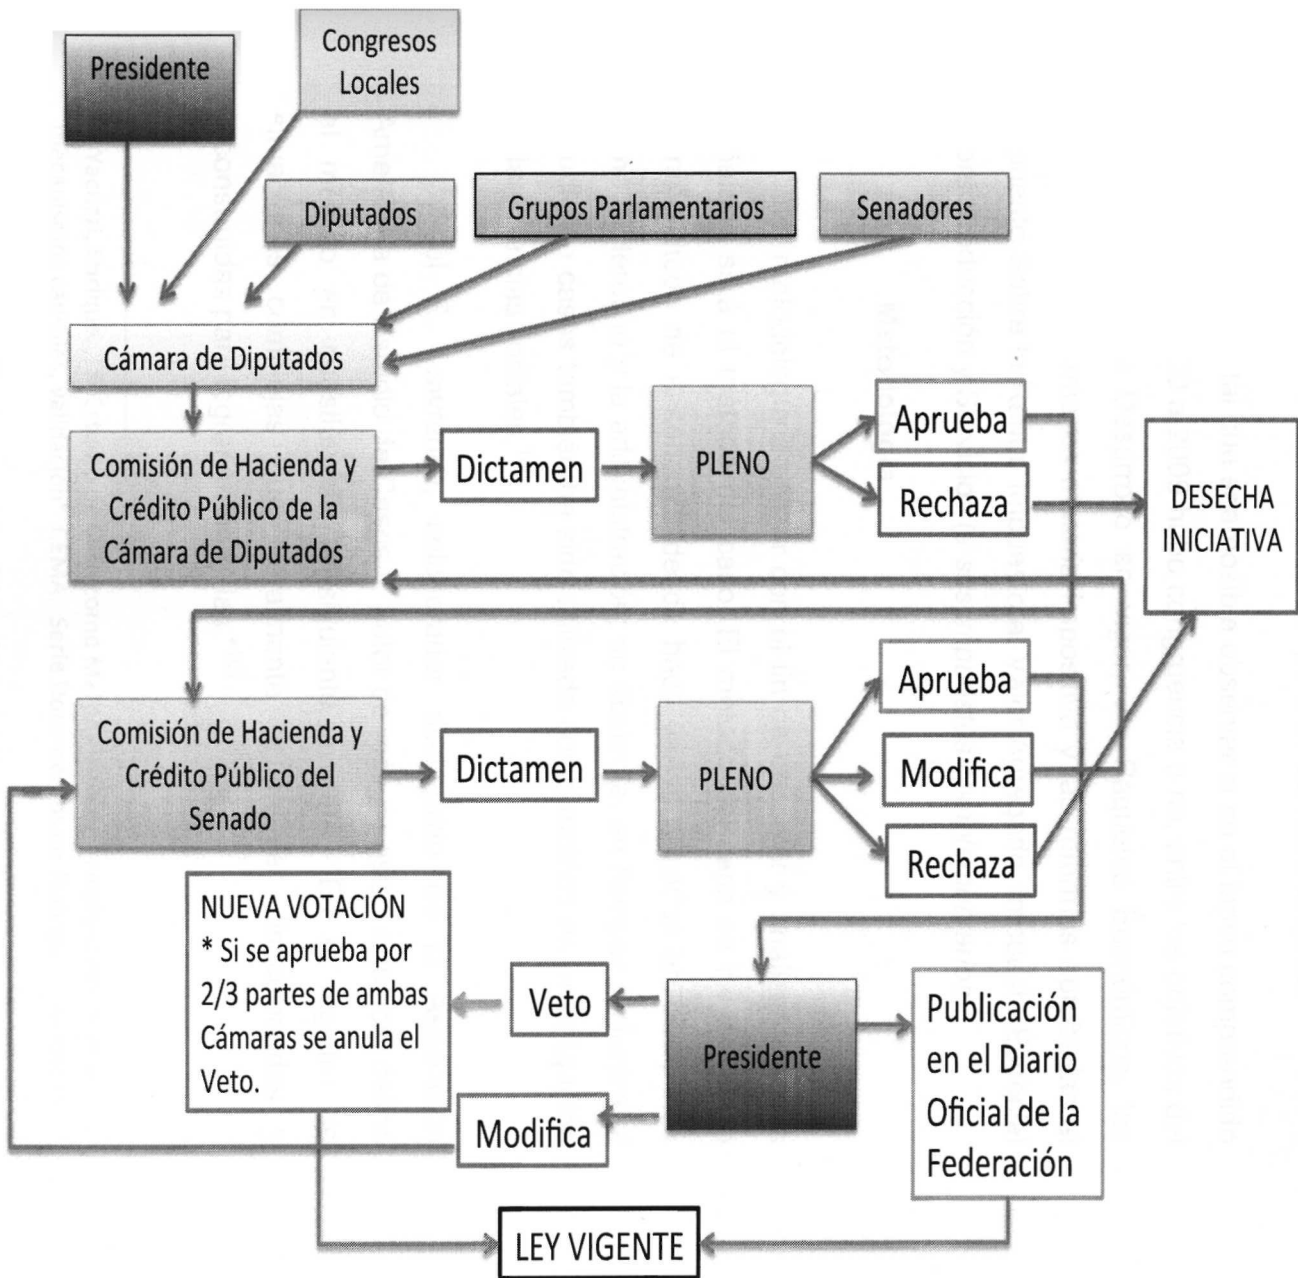 Presidente
Congresos
Locales
Diputados
Grupos Parlamentarios
Senadores
Cámara de Diputados
Comisión de Hacienda y
Crédito Público de la
Cámara de Diputados
Dictamen
PLENO
Aprueba
Rechaza
DESECHA
INICIATIVA
Comisión de Hacienda y
Crédito Público del
Senado
Dictamen
PLENO
Aprueba
Modifica
Rechaza
NUEVA VOTACIÓN
* Si se aprueba por
2/3 partes de ambas
Cámaras se anula el
Veto.
Veto
Modifica
Presidente
Publicación
en el Diario
Oficial de la
Federación
LEY VIGENTE